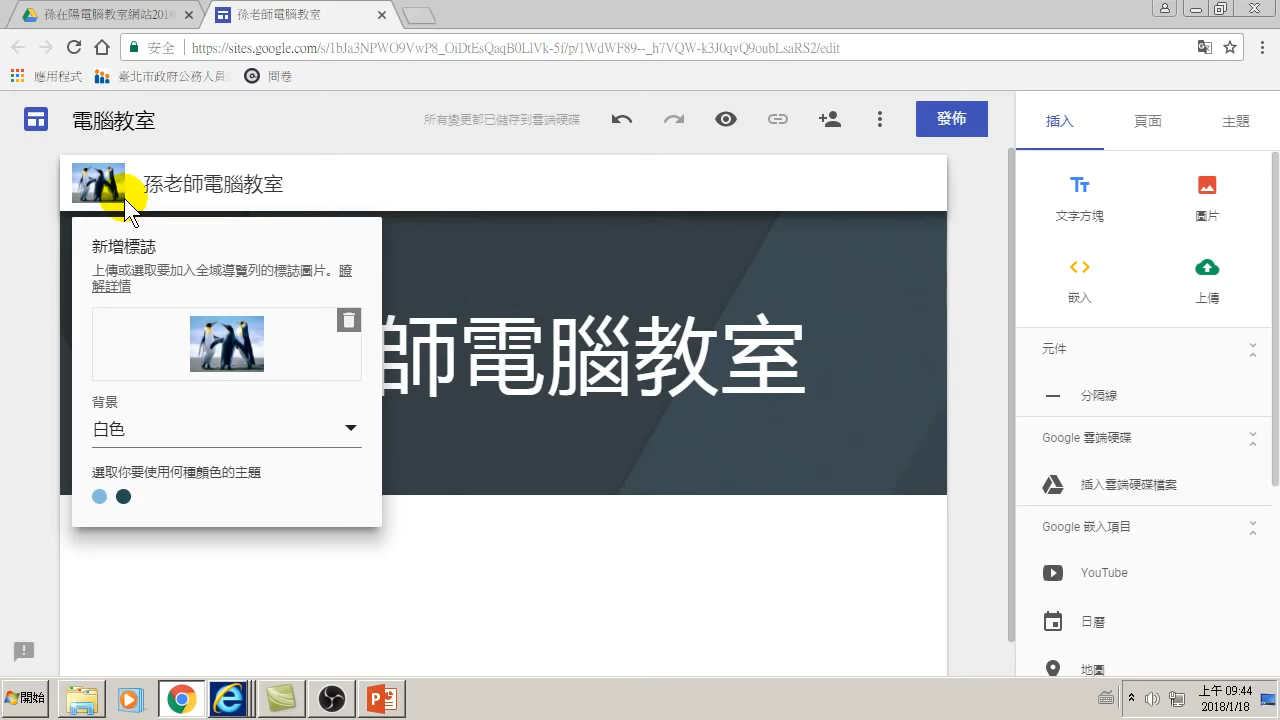 孫在陽電腦教室網站2018
孫老師電腦教室
安全
https://sites.google.com/s/1bJa3NPWO9VwP8_OiDtEsQaqB0LlVk-5i/p/1WdWF89--_h7VQW-k3J0qvQ9oubLsaRS2/edit
應用程式
臺北市政府公務人員
問卷
電腦教室
所有變更都已儲存到雲端硬碟
發佈
插入
頁面
主題
孫老師電腦教室
新增標誌
上傳或選取要加入全域導覽列的標誌圖片。瞭
解詳情
背景
白色
選取你要使用何種顏色的主題
師電腦教室
文字方塊
圖片
嵌入
上傳
元件
分隔線
Google 雲端硬碟
插入雲端硬碟檔案
Google 嵌入項目
YouTube
日曆
地圖
開始
上午 09:44
2018/1/18